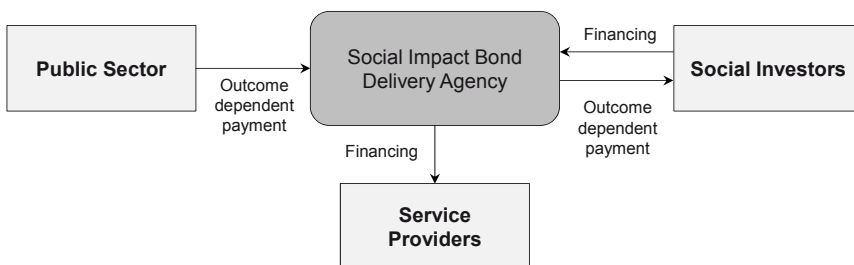 Public Sector
Outcome
dependent
payment
Social Impact Bond
Delivery Agency
Financing
Outcome
dependent
payment
Social Investors
Financing
Service
Providers